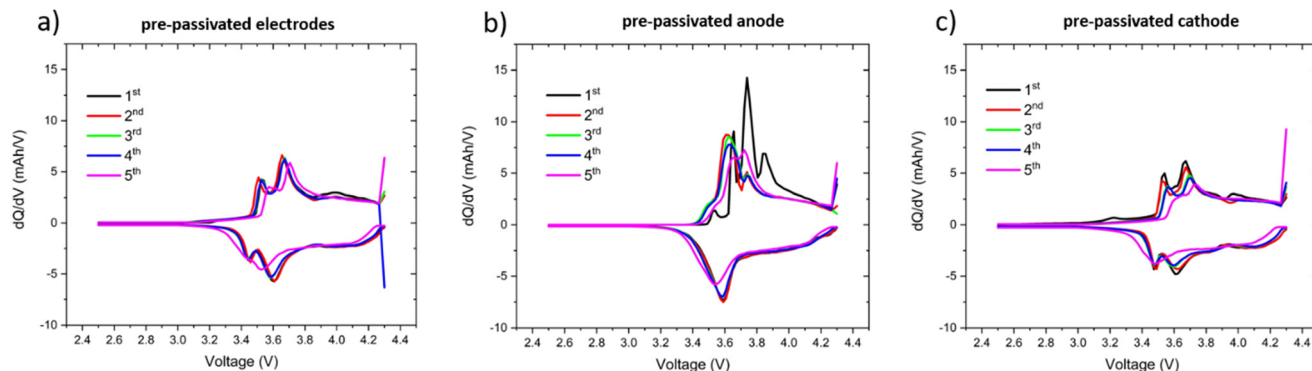 a)
pre-passivated electrodes
15
10
5
0
-5
-10
dQ/dV (mAh/V)
1st
2nd
3rd
4th
5th
2.4 2.6 2.8 3.0 3.2 3.4 3.6 3.8 4.0 4.2 4.4
Voltage (V)
b)
pre-passivated anode
15
10
5
0
-5
-10
dQ/dV (mAh/V)
1st
2nd
3rd
4th
5th
2.4 2.6 2.8 3.0 3.2 3.4 3.6 3.8 4.0 4.2 4.4
Voltage (V)
c)
pre-passivated cathode
15
10
5
0
-5
-10
dQ/dV (mAh/V)
1st
2nd
3rd
4th
5th
2.4 2.6 2.8 3.0 3.2 3.4 3.6 3.8 4.0 4.2 4.4
Voltage (V)